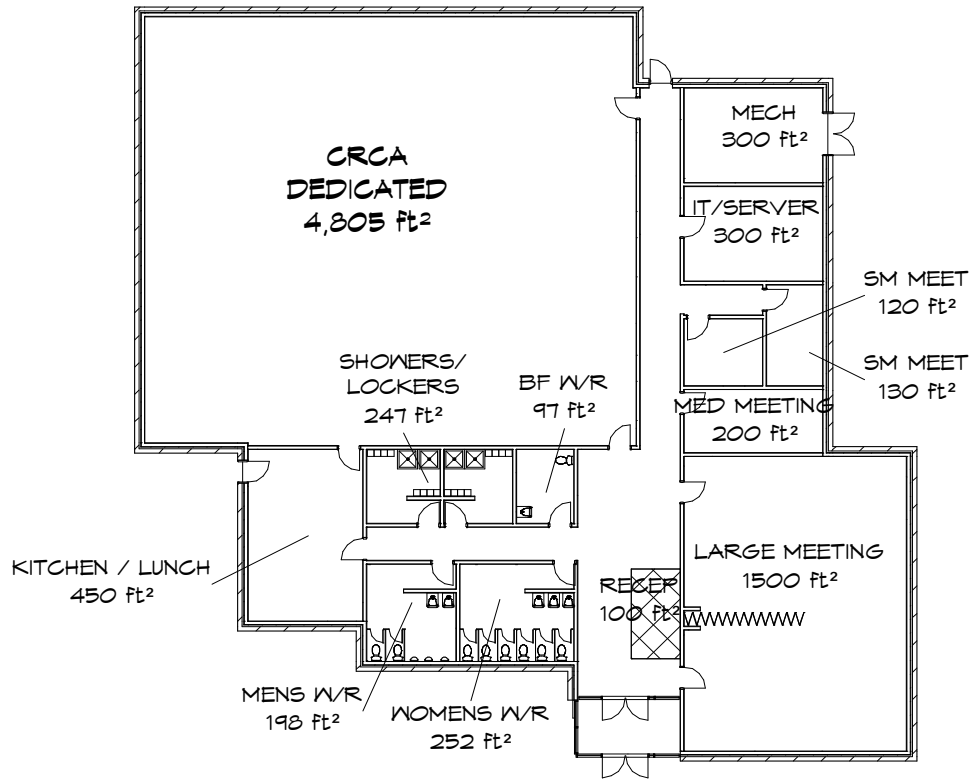 MECH
300 ft²
CRCA
DEDICATED
4,805 ft²
IT/SERVER
300 ft²
SM MEET
120 ft²
SHOWERS/
LOCKERS
247 ft²
BF W/R
97 ft²
SM MEET
130 ft²
MED MEETING
200 ft²
KITCHEN / LUNCH
450 ft²
LARGE MEETING
1500 ft²
RECEP
100 ft²
MENS W/R
198 ft²
WOMENS W/R
252 ft²